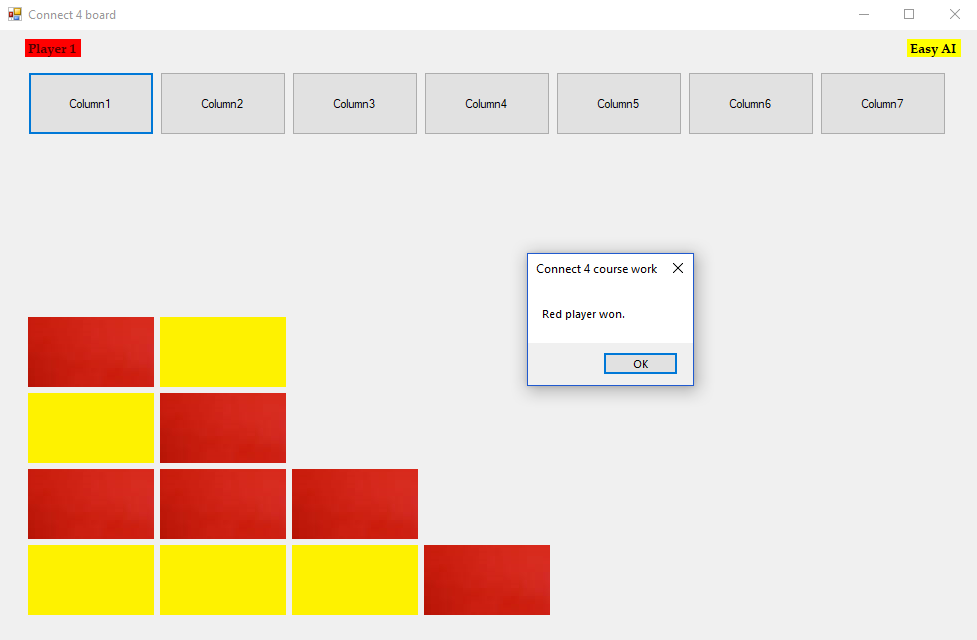 Connect 4 board
Player 1
Easy AI
Column1
Column2
Column3
Column4
Column5
Column6
Column7
Connect 4 course work
Red player won.
OK